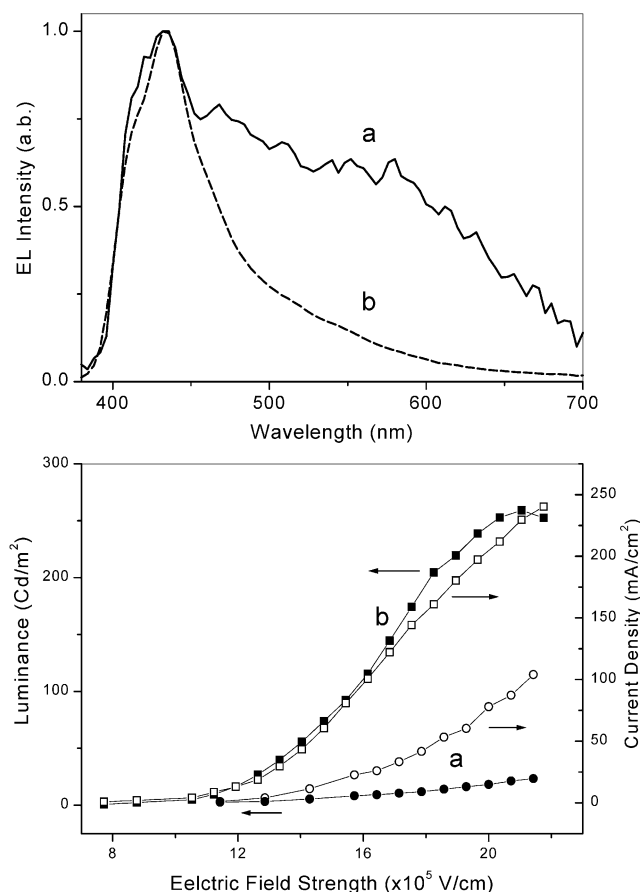 1.0
0.5
0.0
EL Intensity (a.b.)
a
b
400 500 600 700
Wavelength (nm)
300
200
100
0
Luminance (Cd/m²)
250
200
150
100
50
0
Current Density (mA/cm²)
b
a
8 12 16 20
Eelctric Field Strength (x10⁵ V/cm)